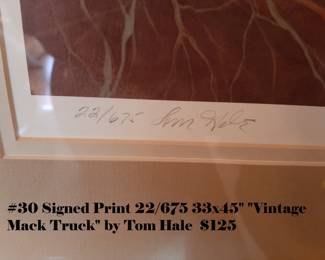 22/675 Tom Hale
#30 Signed Print 22/675 33x45" "Vintage
Mack Truck" by Tom Hale  $125